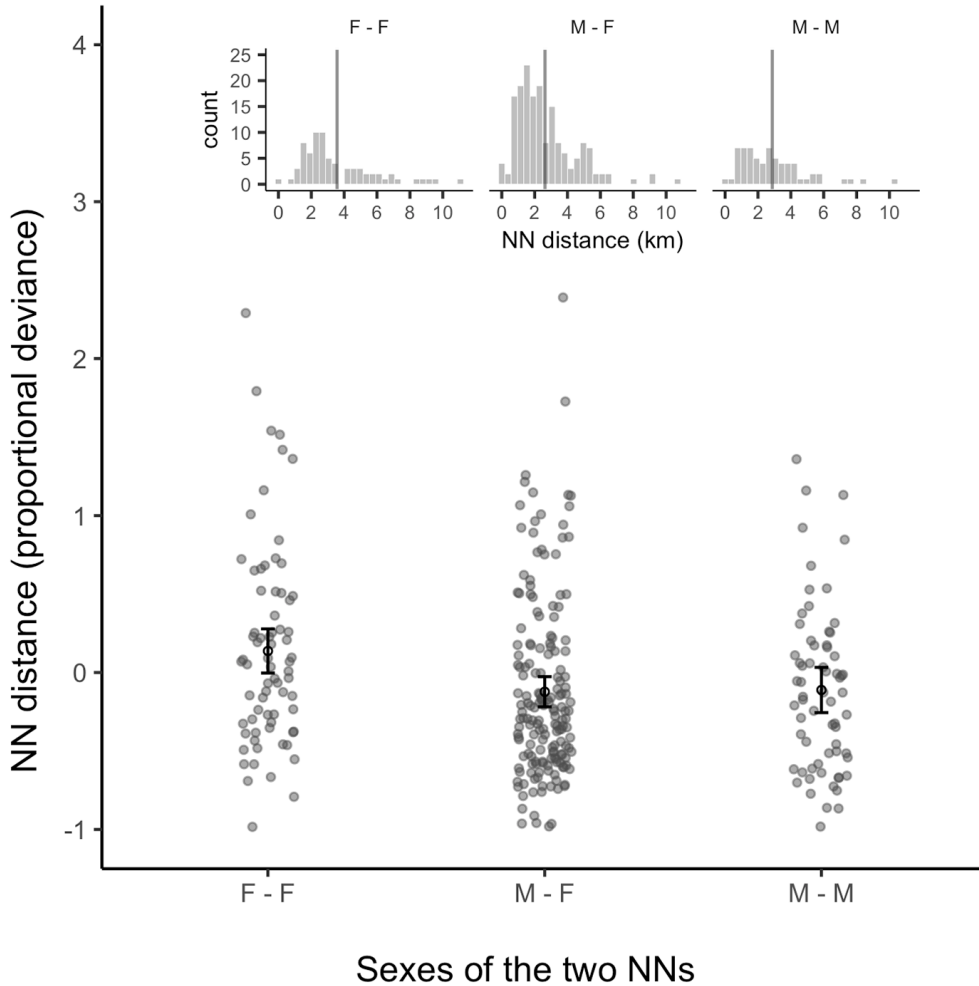 F - F M - F M - M
25
20
15
10
5
0
count
0 2 4 6 8 10 0 2 4 6 8 10 0 2 4 6 8 10
NN distance (km)
4
3
2
1
0
-1
NN distance (proportional deviance)
F - F M - F M - M
Sexes of the two NNs